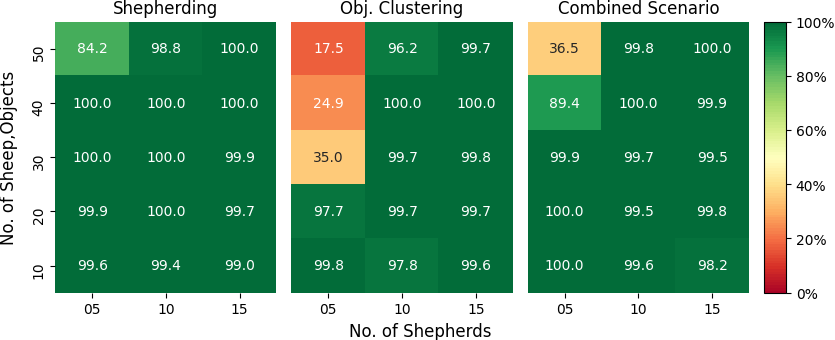 Shepherding Obj. Clustering Combined Scenario
No. of Sheep,Objects
50 84.2 98.8 100.0 17.5 96.2 99.7 36.5 99.8 100.0 100%
40 100.0 100.0 100.0 24.9 100.0 100.0 89.4 100.0 99.9 80%
30 100.0 100.0 99.9 35.0 99.7 99.8 99.9 99.7 99.5 60%
20 99.9 100.0 99.7 97.7 99.7 99.7 100.0 99.5 99.8 40%
10 99.6 99.4 99.0 99.8 97.8 99.6 100.0 99.6 98.2 20%
0%
05 10 15 05 10 15 05 10 15
No. of Shepherds